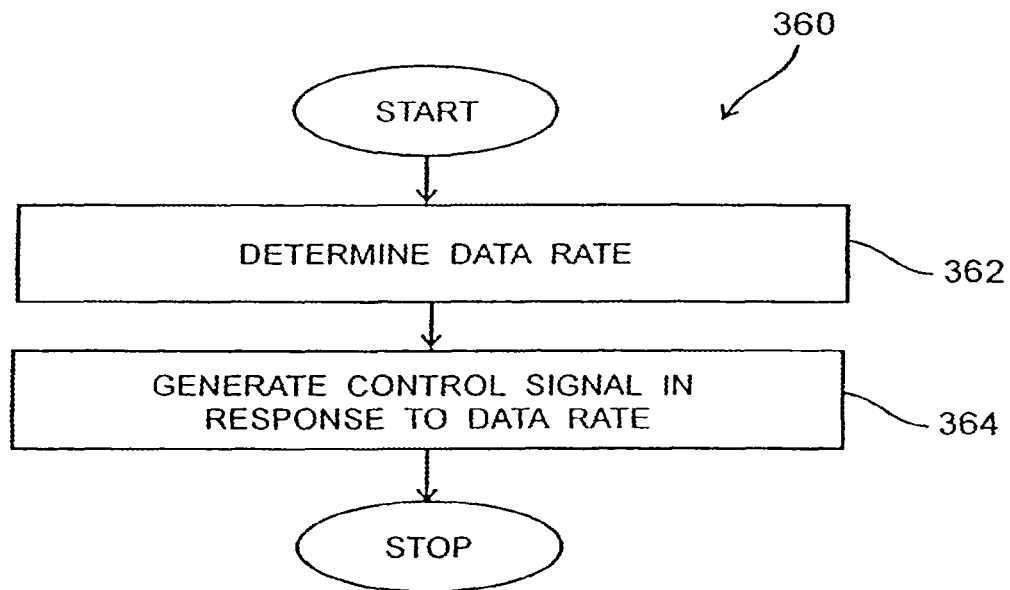 360
START
DETERMINE DATA RATE
362
GENERATE CONTROL SIGNAL IN
RESPONSE TO DATA RATE
364
STOP